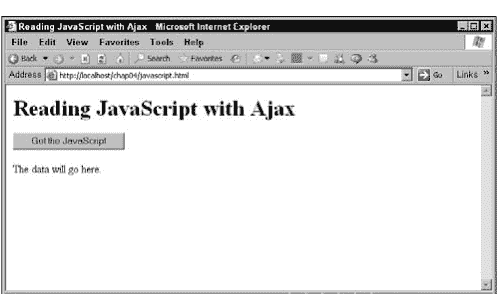 Reading JavaScript with Ajax Microsoft Internet Explorer
File Edit View Favorites Tools Help
Back Search Favorites
Address http://localhost/chap04/javascript.html Go Links »
Reading JavaScript with Ajax
Get the JavaScript
The data will go here.